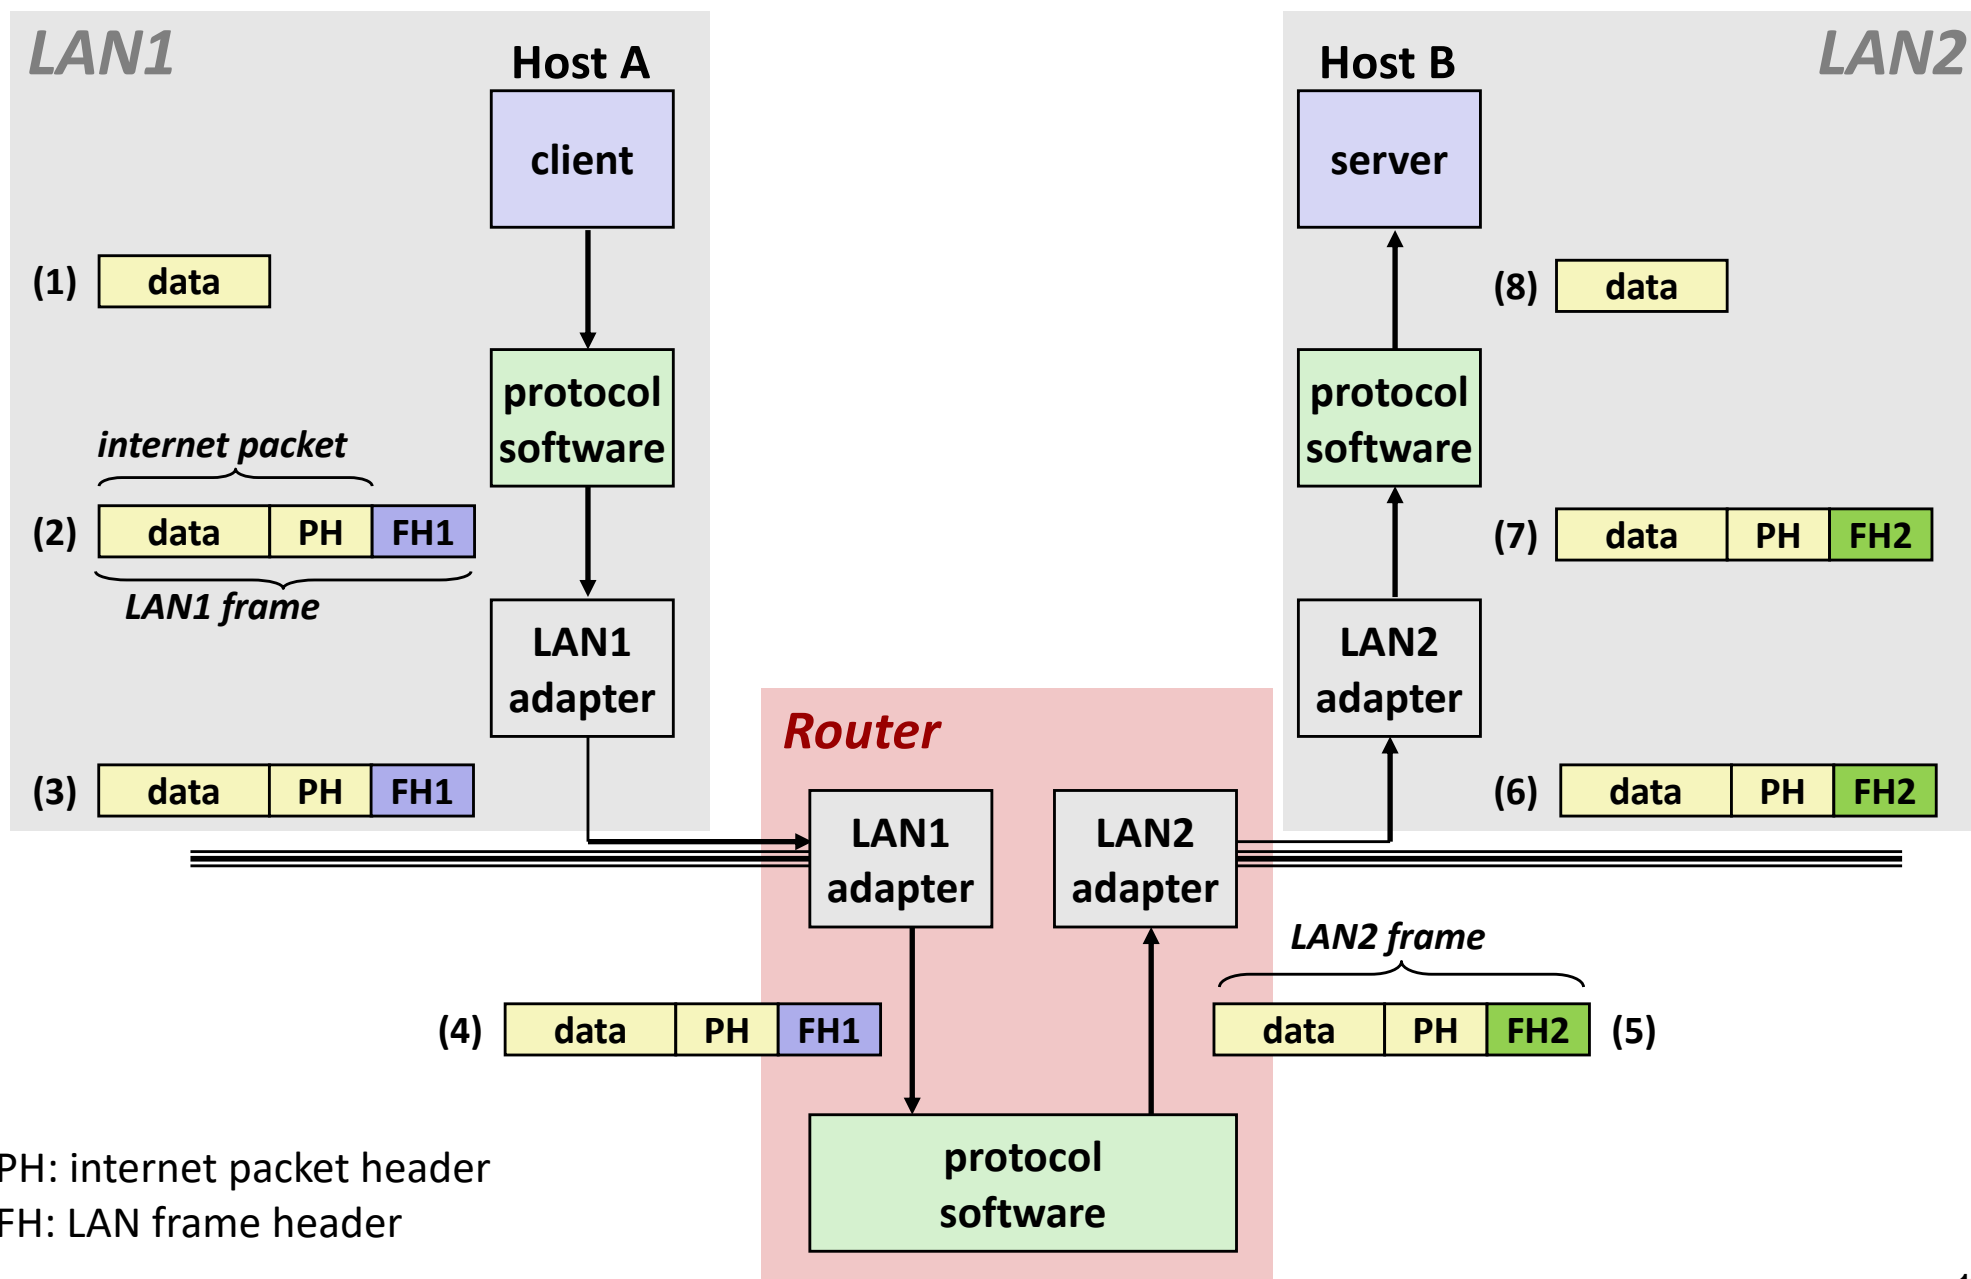 LAN1
Host A
Host B
LAN2
client
server
(1)
data
(8)
data
protocol
software
protocol
software
internet packet
(2)
data
PH
FH1
(7)
data
PH
FH2
LAN1 frame
LAN1
adapter
LAN2
adapter
Router
(3)
data
PH
FH1
(6)
data
PH
FH2
LAN1
adapter
LAN2
adapter
LAN2 frame
(4)
data
PH
FH1
data
PH
FH2
(5)
protocol
software
PH: internet packet header
FH: LAN frame header